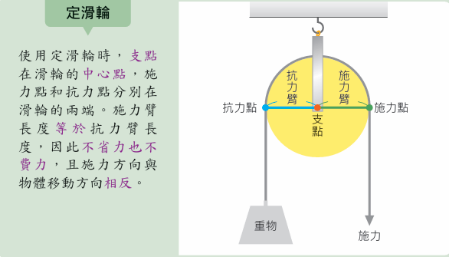 定滑輪
使用定滑輪時，支點
在滑輪的中心點，施
力點和抗力點分別在
滑輪的兩端。施力臂
長度等於抗力臂長
度，因此不省力也不
費力，且施力方向與
物體移動方向相反。
抗力臂
施力臂
抗力點
支點
施力點
重物
施力